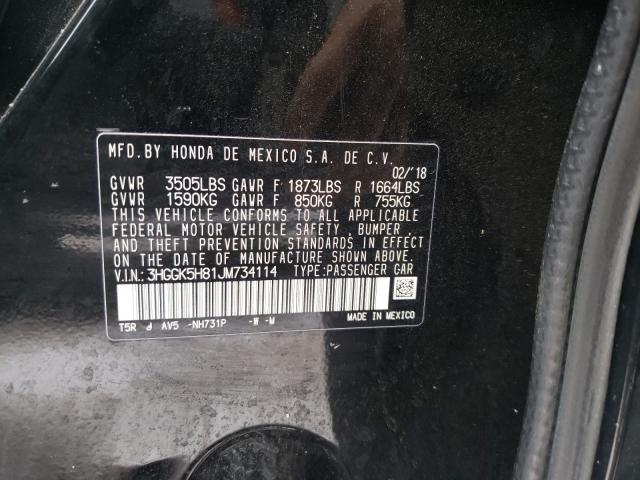 MFD.BY HONDA DE MEXICO S.A. DE C.V.
02/'18
GVWR 3505LBS GAWR F 1873LBS R 1664LBS
GVWR 1590KG GAWR F 850KG R 755KG
THIS VEHICLE CONFORMS TO ALL APPLICABLE
FEDERAL MOTOR VEHICLE SAFETY, BUMPER,
AND THEFT PREVENTION STANDARDS IN EFFECT
ON THE DATE OF MANUFACTURE SHOWN ABOVE.
V.I.N.: 3HGGK5H81JM734114 TYPE:PASSENGER CAR
T5R J AV5 -NH731P -W -M MADE IN MEXICO